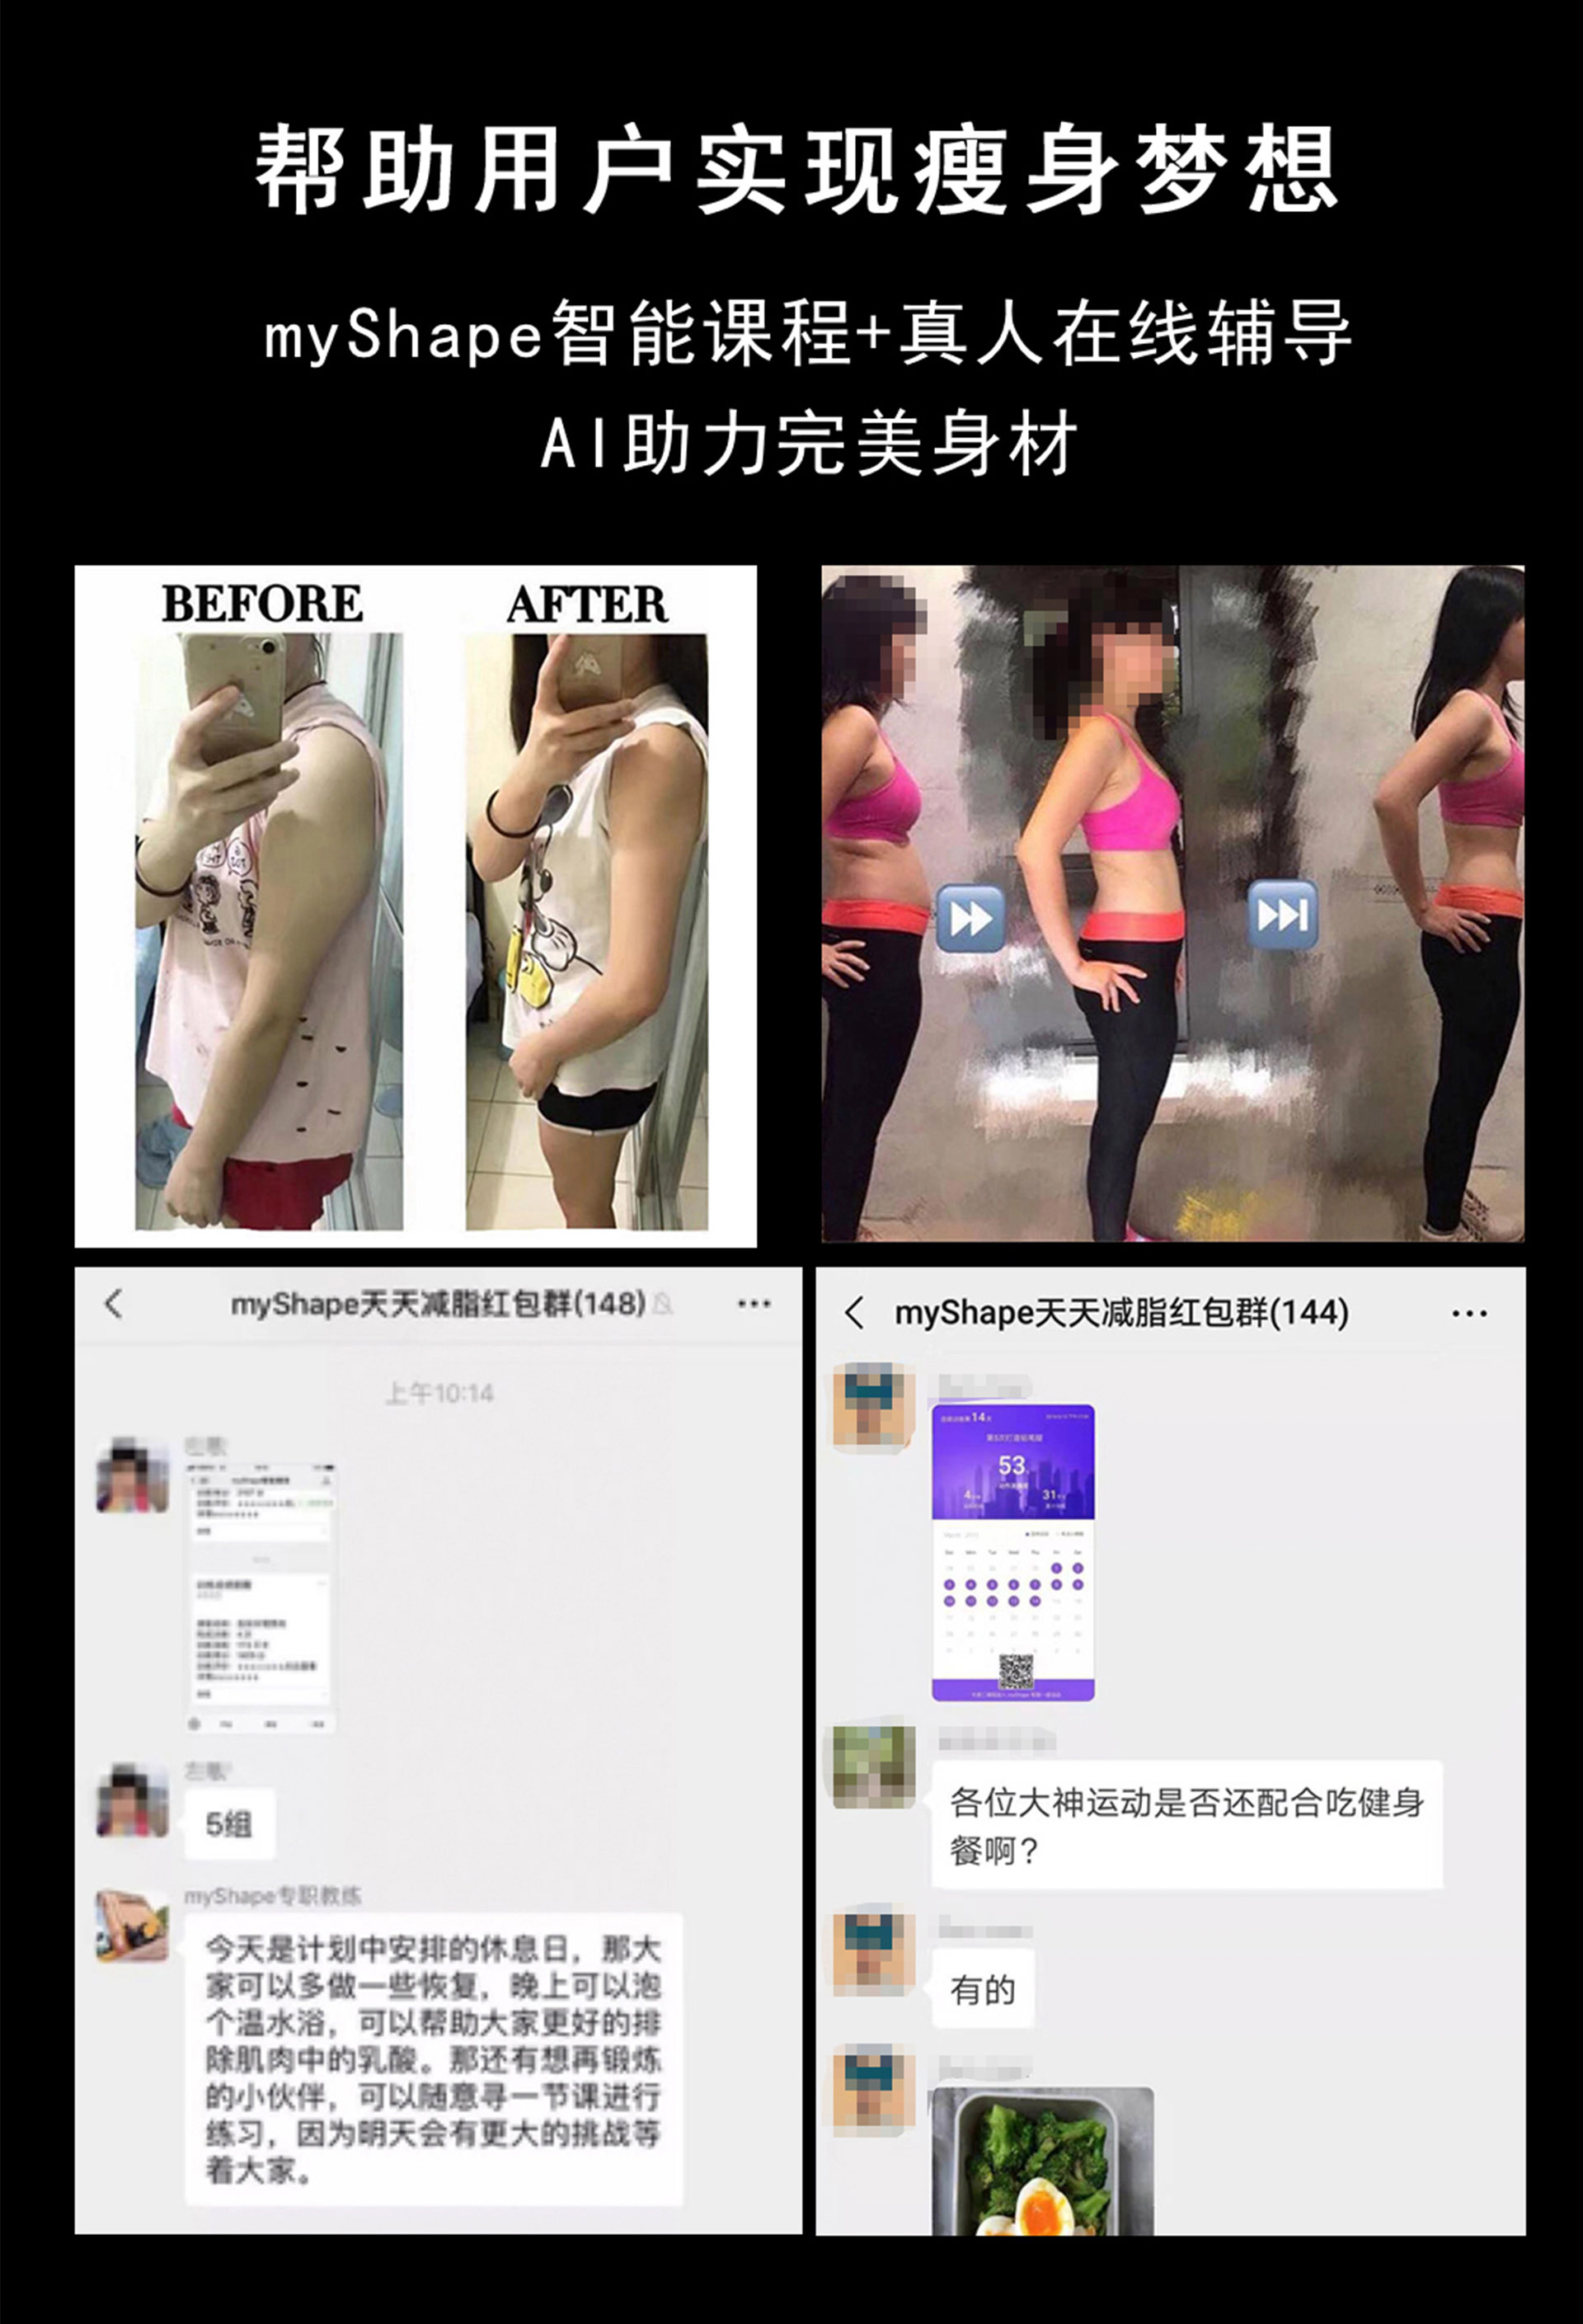 帮助用户实现瘦身梦想
myShape智能课程+真人在线辅导
AI助力完美身材
BEFORE
AFTER
myShape天天减脂红包群(148)
上午10:14
5组
myShape专职教练
今天是计划中安排的休息日，那大
家可以多做一些恢复，晚上可以泡
个温水浴，可以帮助大家更好的排
除肌肉中的乳酸。那还有想再锻炼
的小伙伴，可以随意寻一节课进行
练习，因为明天会有更大的挑战等
着大家。
myShape天天减脂红包群(144)
14天
53
4
31
各位大神运动是否还配合吃健身
餐啊？
有的